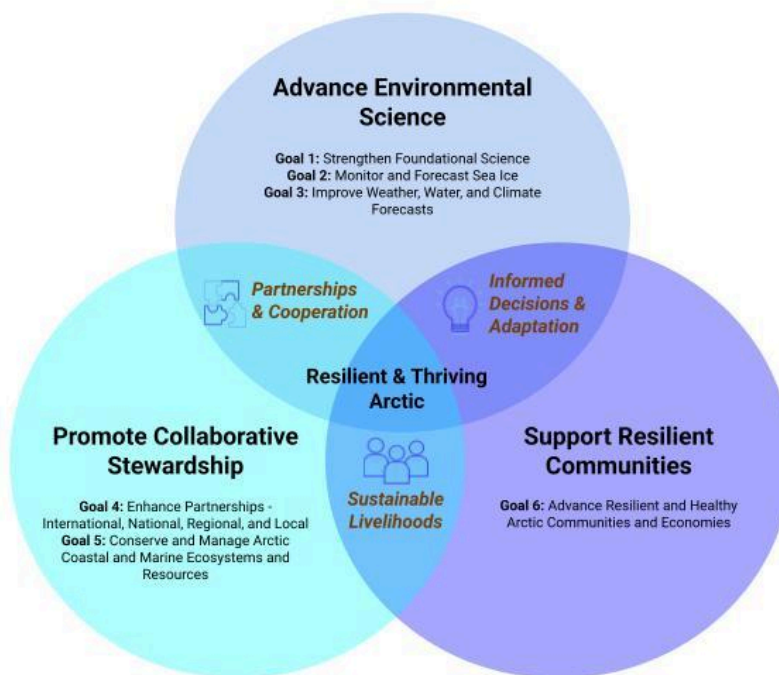 Advance Environmental
Science
Goal 1: Strengthen Foundational Science
Goal 2: Monitor and Forecast Sea Ice
Goal 3: Improve Weather, Water, and Climate
Forecasts
Partnerships
& Cooperation
Informed
Decisions &
Adaptation
Resilient & Thriving
Arctic
Promote Collaborative
Stewardship
Goal 4: Enhance Partnerships -
International, National, Regional, and Local
Goal 5: Conserve and Manage Arctic
Coastal and Marine Ecosystems and
Resources
Sustainable
Livelihoods
Support Resilient
Communities
Goal 6: Advance Resilient and Healthy
Arctic Communities and Economies